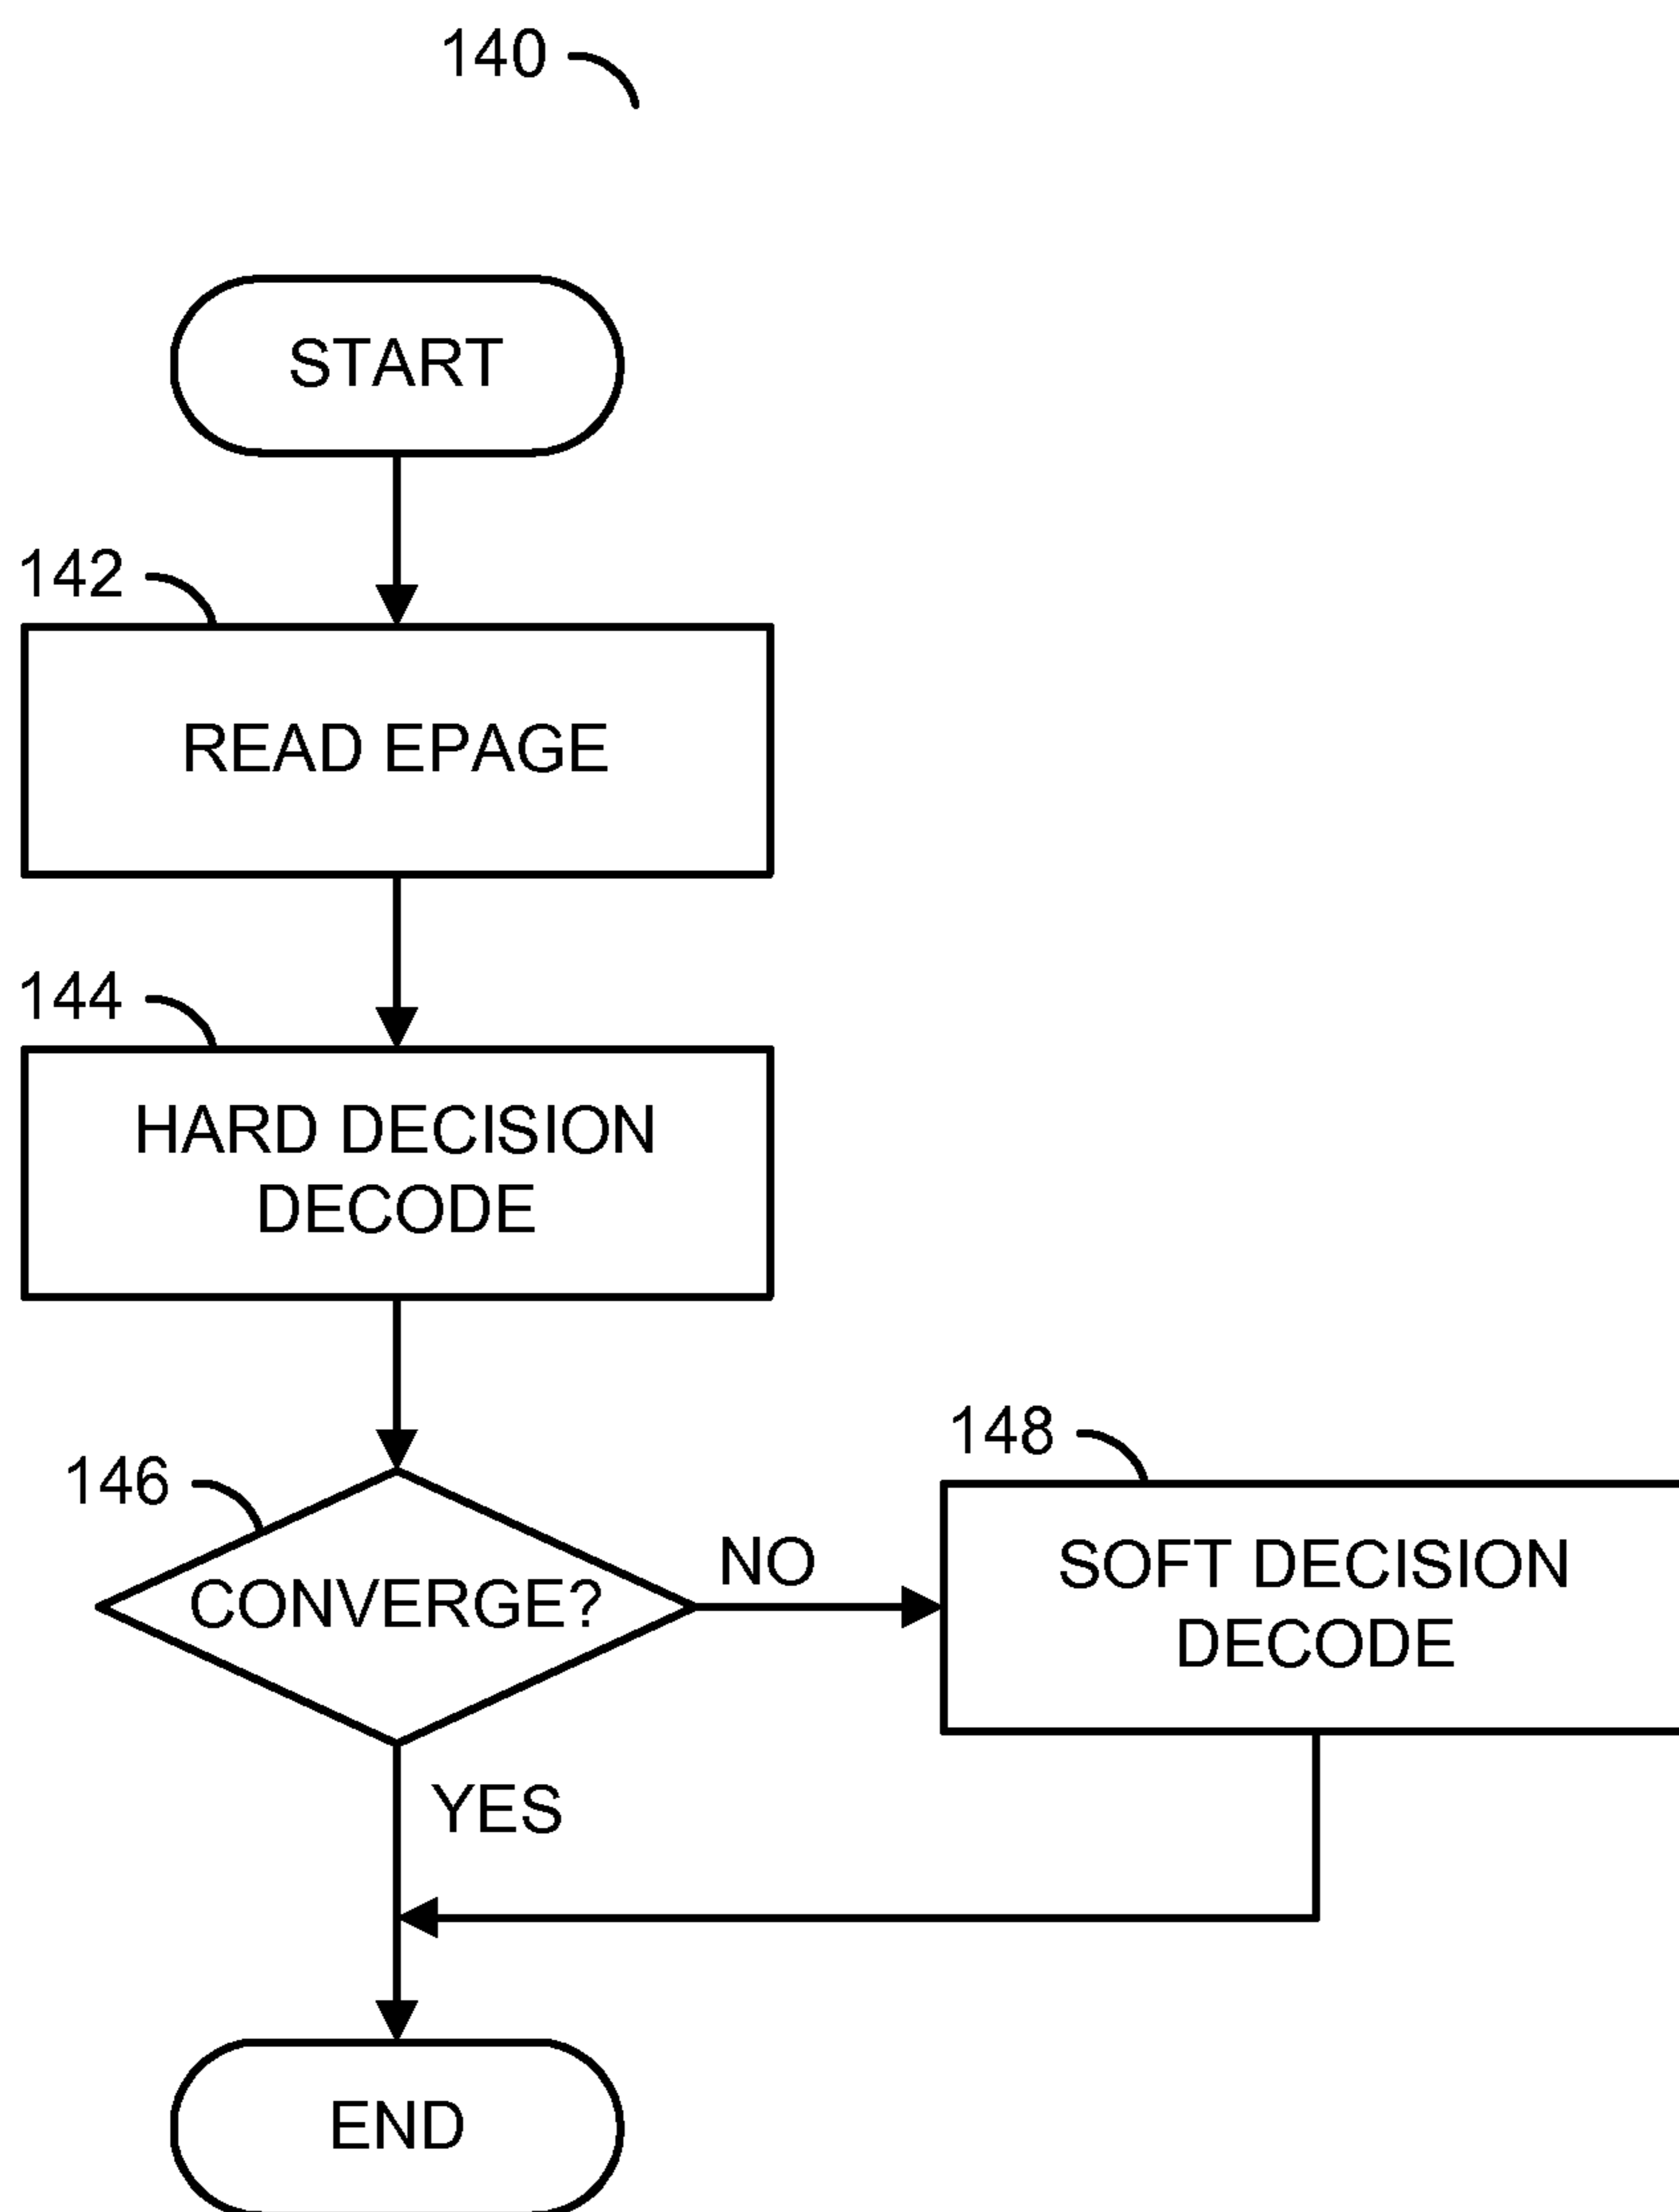 140
START
142
READ EPAGE
144
HARD DECISION
DECODE
146
CONVERGE?
NO
148
SOFT DECISION
DECODE
YES
END